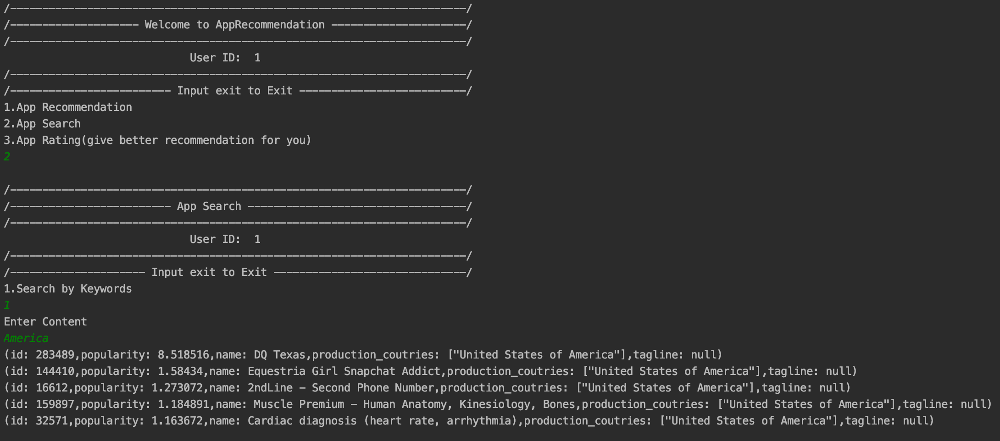 /-----------------------------------------------------------------------/
/-------------------- Welcome to AppRecommendation ---------------------/
/-----------------------------------------------------------------------/
                             User ID:  1
/-----------------------------------------------------------------------/
/------------------------- Input exit to Exit --------------------------/
1.App Recommendation
2.App Search
3.App Rating(give better recommendation for you)
2

/-----------------------------------------------------------------------/
/------------------------- App Search ----------------------------------/
/-----------------------------------------------------------------------/
                             User ID:  1
/-----------------------------------------------------------------------/
/--------------------- Input exit to Exit ------------------------------/
1.Search by Keywords
1
Enter Content
America
(id: 283489,popularity: 8.518516,name: DQ Texas,production_coutries: ["United States of America"],tagline: null)
(id: 144410,popularity: 1.58434,name: Equestria Girl Snapchat Addict,production_coutries: ["United States of America"],tagline: null)
(id: 16612,popularity: 1.273072,name: 2ndLine - Second Phone Number,production_coutries: ["United States of America"],tagline: null)
(id: 159897,popularity: 1.184891,name: Muscle Premium - Human Anatomy, Kinesiology, Bones,production_coutries: ["United States of America"],tagline: null)
(id: 32571,popularity: 1.163672,name: Cardiac diagnosis (heart rate, arrhythmia),production_coutries: ["United States of America"],tagline: null)